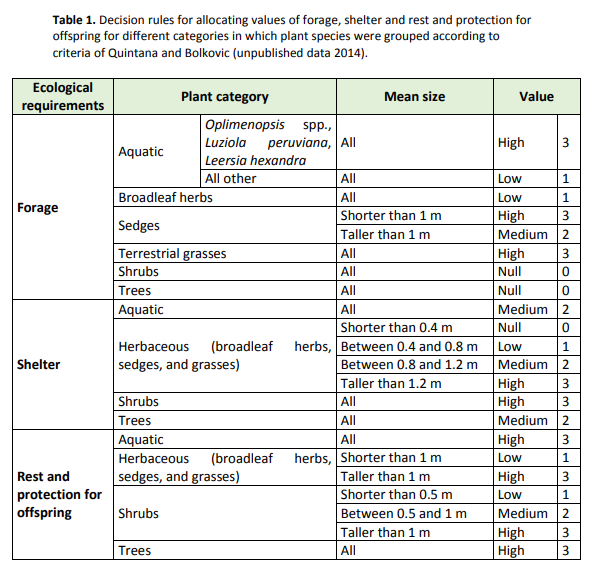 Table 1. Decision rules for allocating values of forage, shelter and rest and protection for
offspring for different categories in which plant species were grouped according to
criteria of Quintana and Bolkovic (unpublished data 2014).
Ecological requirements Plant category Mean size Value
Forage
Aquatic
Oplimenopsis spp.,
Luziola peruviana, All High 3
Leersia hexandra
All other All Low 1
Broadleaf herbs All Low 1
Sedges
Shorter than 1 m High 3
Taller than 1 m Medium 2
Terrestrial grasses All High 3
Shrubs All Null 0
Trees All Null 0
Shelter
Aquatic All Medium 2
Herbaceous (broadleaf herbs,
sedges, and grasses)
Shorter than 0.4 m Null 0
Between 0.4 and 0.8 m Low 1
Between 0.8 and 1.2 m Medium 2
Taller than 1.2 m High 3
Shrubs All High 3
Trees All Medium 2
Rest and
protection for
offspring
Aquatic All High 3
Herbaceous (broadleaf herbs,
sedges, and grasses)
Shorter than 1 m Low 1
Taller than 1 m High 3
Shrubs
Shorter than 0.5 m Low 1
Between 0.5 and 1 m Medium 2
Taller than 1 m High 3
Trees All High 3